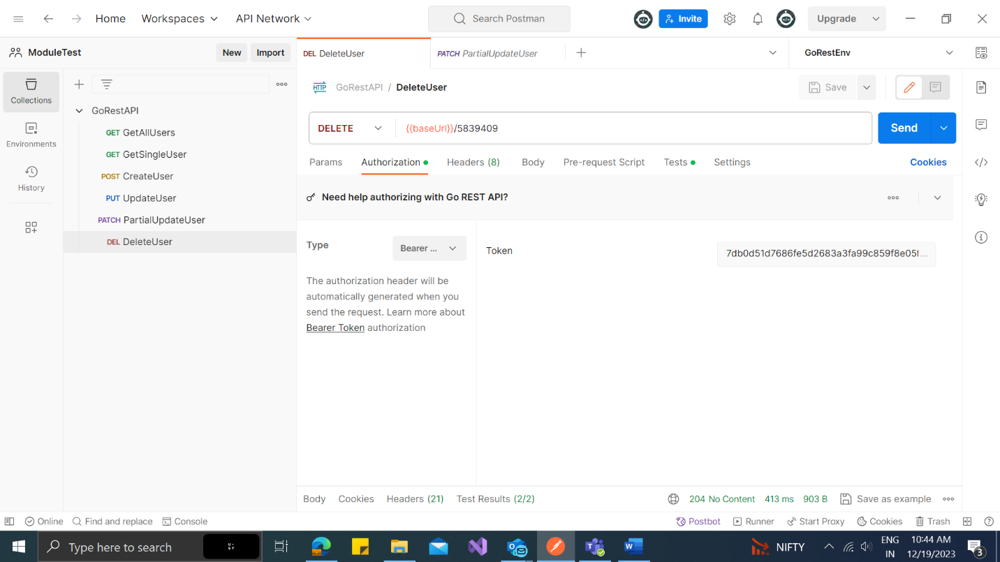 Home
Workspaces
API Network
Search Postman
Invite
Upgrade
ModuleTest
New
Import
DEL DeleteUser
PATCH PartialUpdateUser
GoRestEnv
Collections
Environments
History
GoRestAPI
GET GetAllUsers
GET GetSingleUser
POST CreateUser
PUT UpdateUser
PATCH PartialUpdateUser
DEL DeleteUser
HTTP GoRestAPI / DeleteUser
Save
DELETE
{{baseUrl}}/5839409
Send
Params
Authorization
Headers (8)
Body
Pre-request Script
Tests
Settings
Cookies
Need help authorizing with Go REST API?
Type
Bearer ...
The authorization header will be
automatically generated when you
send the request. Learn more about
Bearer Token authorization
Token
7db0d51d7686fe5d2683a3fa99c859f8e05f...
Body
Cookies
Headers (21)
Test Results (2/2)
204 No Content
413 ms
903 B
Save as example
Online
Find and replace
Console
Postbot
Runner
Start Proxy
Cookies
Trash
Type here to search
NIFTY
ENG
IN
10:44 AM
12/19/2023
3